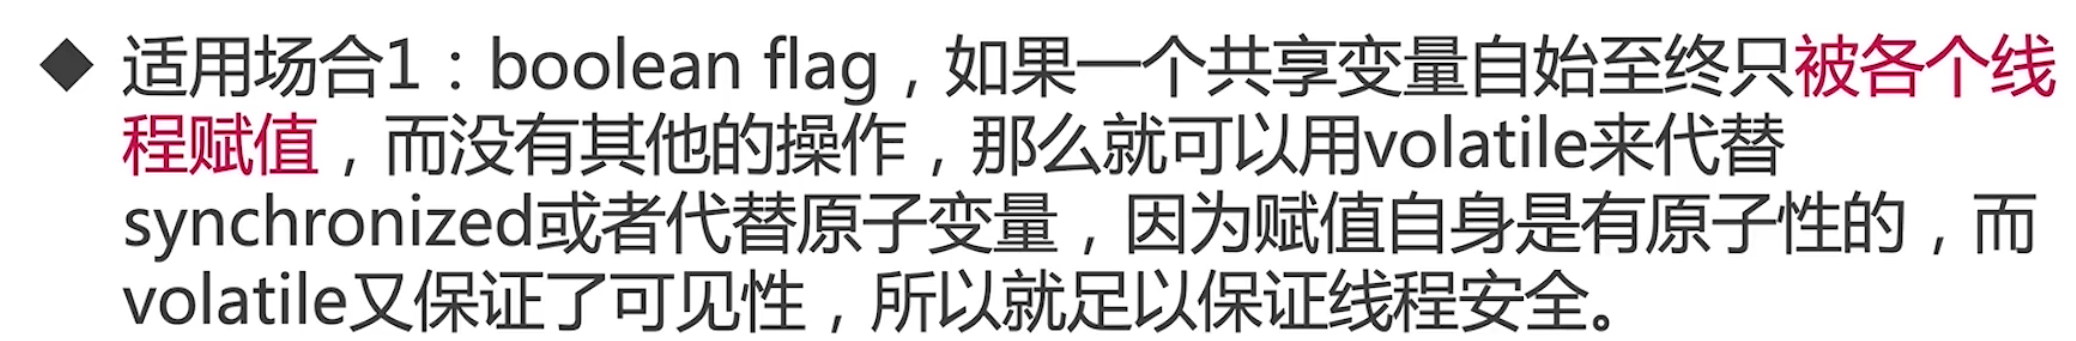 ◆ 适用场合1：boolean flag，如果一个共享变量自始至终只被各个线
程赋值，而没有其他的操作，那么就可以用volatile来代替
synchronized或者代替原子变量，因为赋值自身是有原子性的，而
volatile又保证了可见性，所以就足以保证线程安全。